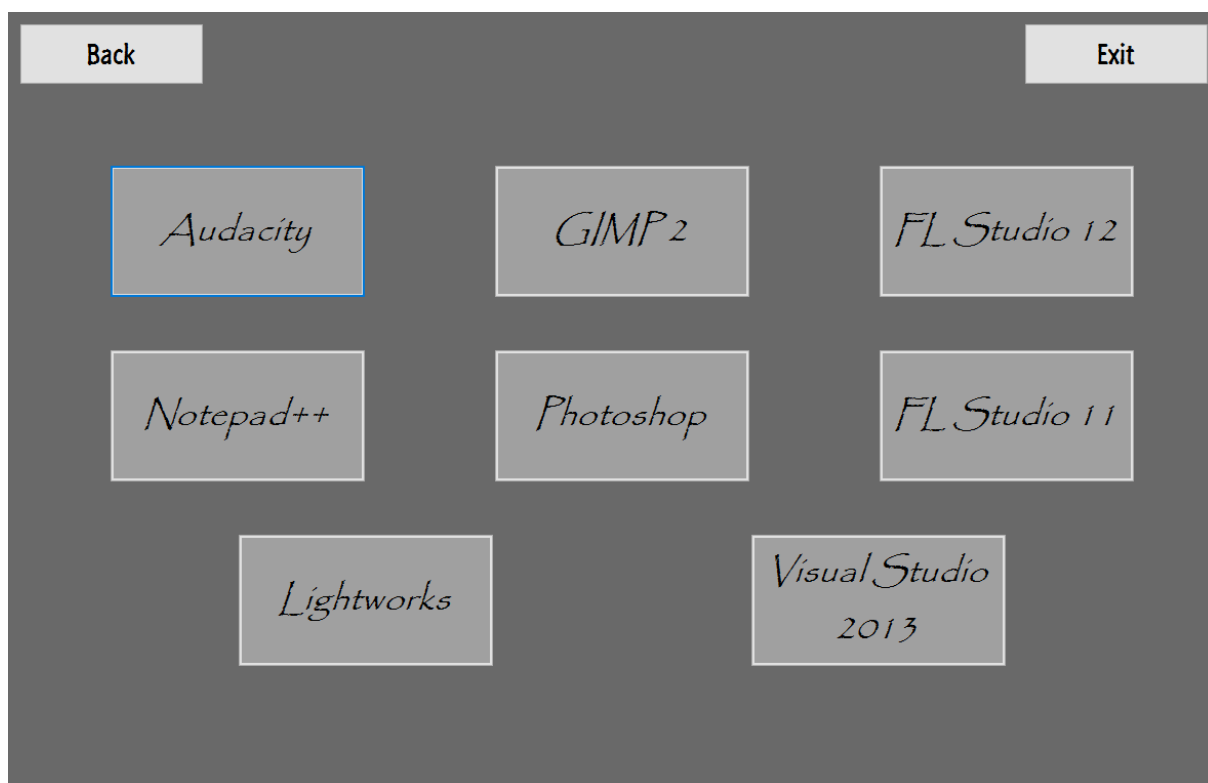 Back
Exit
Audacity
GIMP 2
FL Studio 12
Notepad++
Photoshop
FL Studio 11
Lightworks
Visual Studio
2013